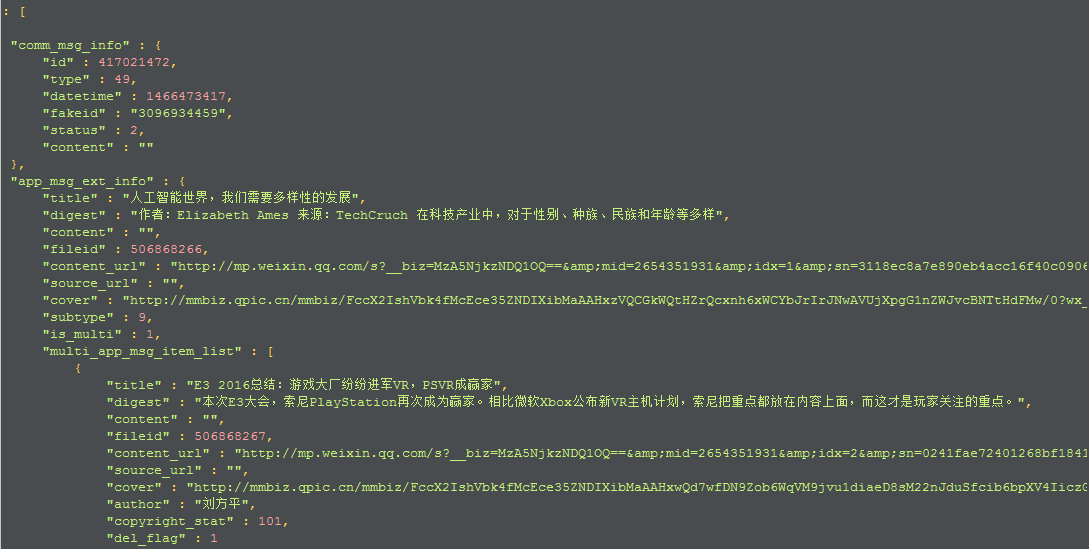 : [
"comm_msg_info" : {
"id" : 417021472,
"type" : 49,
"datetime" : 1466473417,
"fakeid" : "3096934459",
"status" : 2,
"content" : ""
},
"app_msg_ext_info" : {
"title" : "人工智能世界，我们需要多样性的发展",
"digest" : "作者：Elizabeth Ames 来源：TechCruch 在科技产业中，对于性别、种族、民族和年龄等多样",
"content" : "",
"fileid" : 506868266,
"content_url" : "http://mp.weixin.qq.com/s?__biz=MzA5NjkzNDQ1OQ==&amp;mid=2654351931&amp;idx=1&amp;sn=3118ec8a7e890eb4acc16f40c0906
"source_url" : "",
"cover" : "http://mmbiz.qpic.cn/mmbiz/FccX2IshVbk4fMcEce35ZNDIXibMaAAHxzVQCGkWQtHZrQcxnh6xWCYbJrIrJNwAVUjXpgG1nZWJvcBNTtHdFMw/0?wx_
"subtype" : 9,
"is_multi" : 1,
"multi_app_msg_item_list" : [
{
"title" : "E3 2016总结：游戏大厂纷纷进军VR，PSVR成赢家",
"digest" : "本次E3大会，索尼PlayStation再次成为赢家。相比微软Xbox公布新VR主机计划，索尼把重点都放在内容上面，而这才是玩家关注的重点。",
"content" : "",
"fileid" : 506868267,
"content_url" : "http://mp.weixin.qq.com/s?__biz=MzA5NjkzNDQ1OQ==&amp;mid=2654351931&amp;idx=2&amp;sn=0241fae72401268bf1841
"source_url" : "",
"cover" : "http://mmbiz.qpic.cn/mmbiz/FccX2IshVbk4fMcEce35ZNDIXibMaAAHxwQd7wfDN9Zob6WqVM9jvu1diaeD8sM22nJduSfcib6bpXV4Iicz
"author" : "刘方平",
"copyright_stat" : 101,
"del_flag" : 1